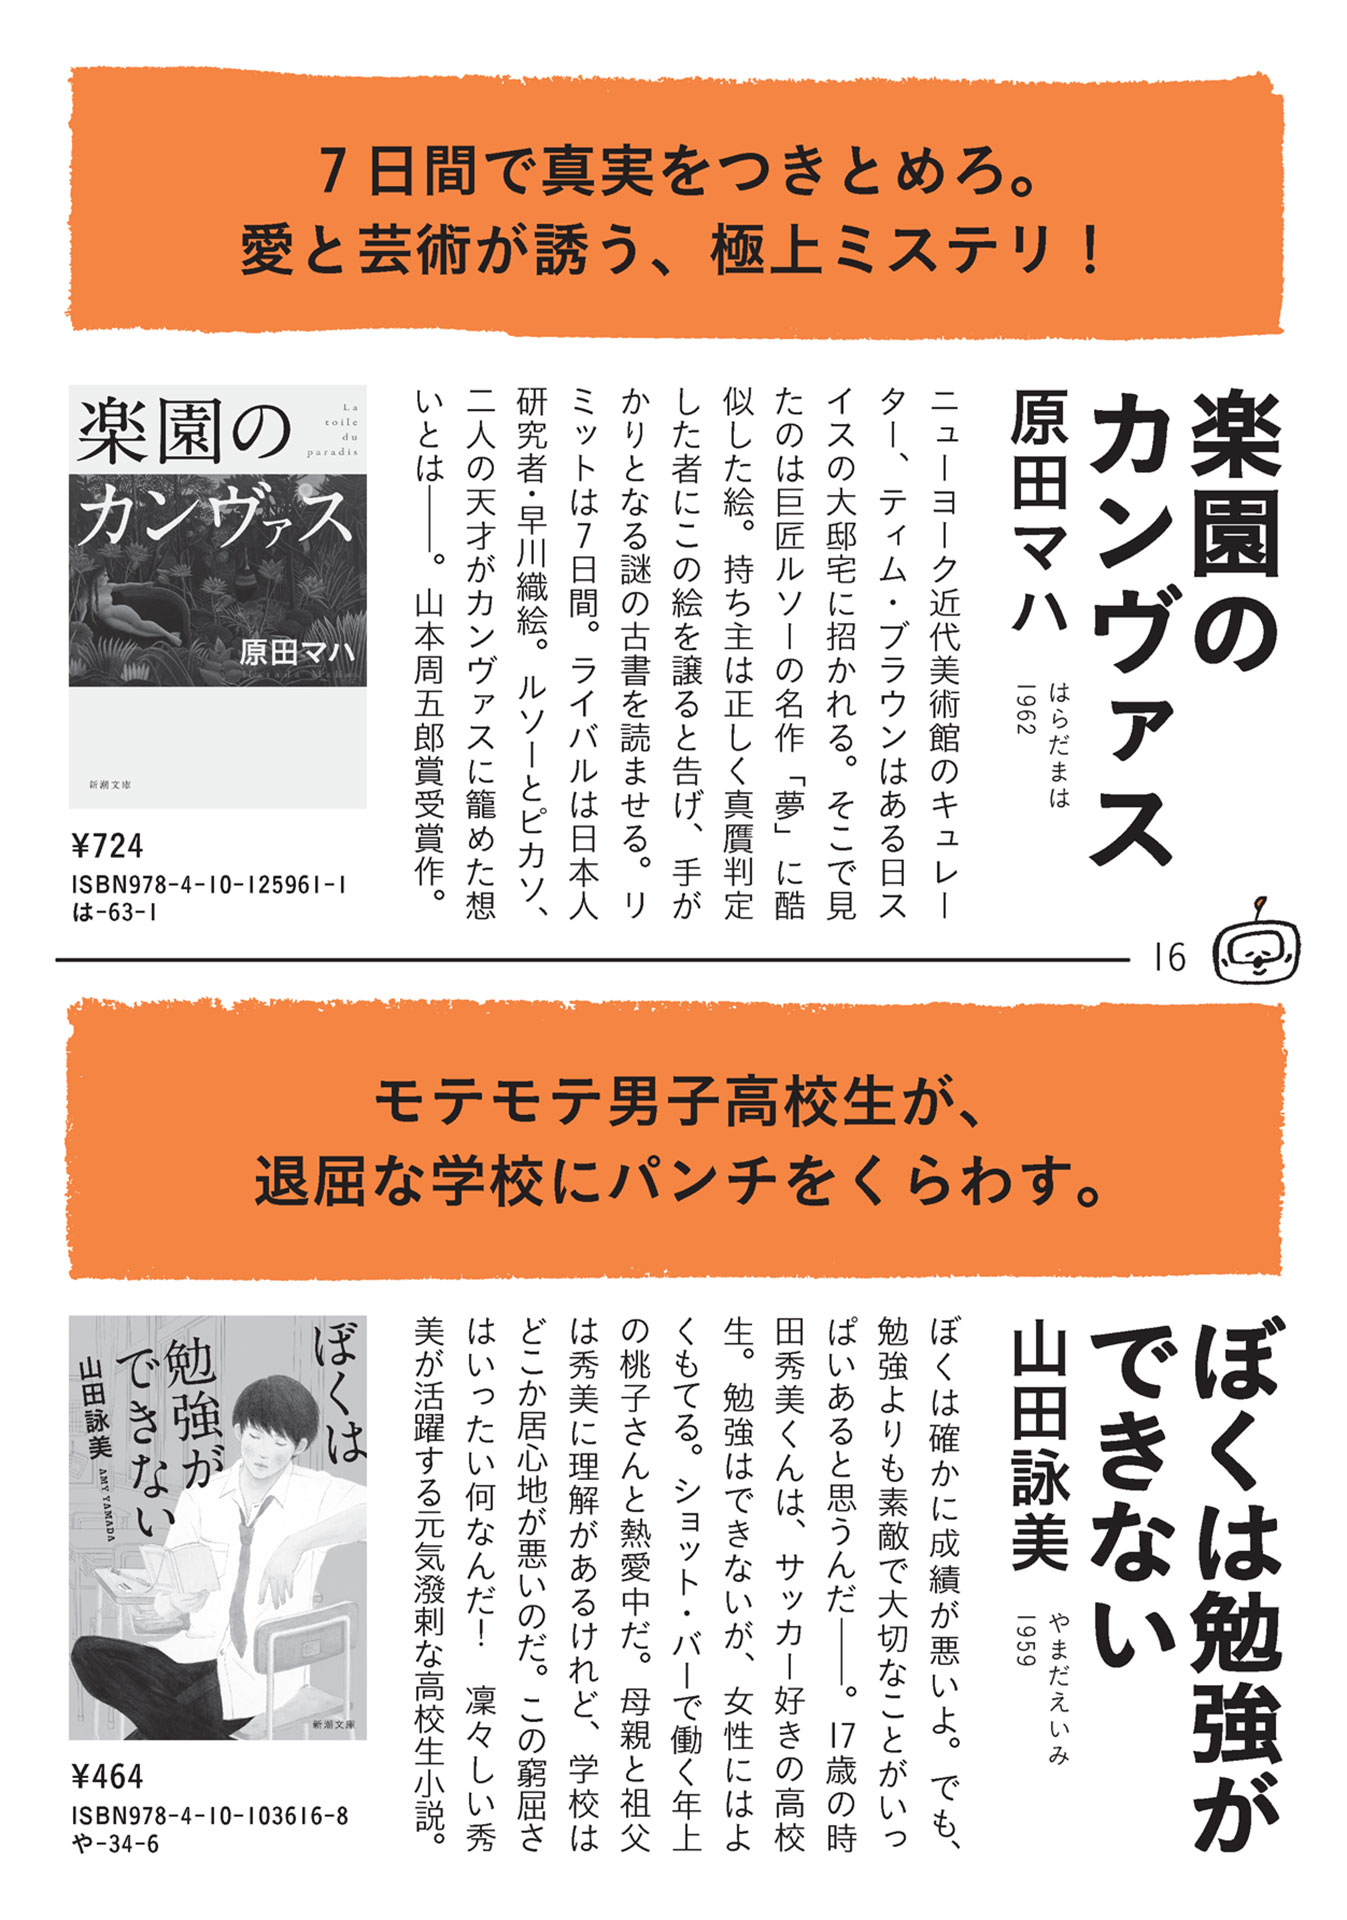 7日間で真実をつきとめろ。
愛と芸術が誘う、極上ミステリ！
楽園の
カンヴァス
原田マハ
はらだまは
1962
ニューヨーク近代美術館のキュレー
ター、ティム・ブラウンはある日ス
イスの大邸宅に招かれる。そこで見
たのは巨匠ルソーの名作「夢」に酷
似した絵。持ち主は正しく真贋判定
した者にこの絵を譲ると告げ、手が
かりとなる謎の古書を読ませる。リ
ミットは7日間。ライバルは日本人
研究者・早川織絵。ルソーとピカソ、
二人の天才がカンヴァスに籠めた想
いとは――。山本周五郎賞受賞作。
楽園の
La
toile
du
paradis
カンヴァス
原田マハ
Harada Maha
新潮文庫
¥724
ISBN978-4-10-125961-1
は-63-1
16
モテモテ男子高校生が、
退屈な学校にパンチをくらわす。
ぼくは勉強が
できない
山田詠美
やまだえいみ
1959
ぼくは確かに成績が悪いよ。でも、
勉強よりも素敵で大切なことがいっ
ぱいあると思うんだ――。17歳の時
田秀美くんは、サッカー好きの高校
生。勉強はできないが、女性にはよ
くもてる。ショット・バーで働く年上
の桃子さんと熱愛中だ。母親と祖父
は秀美に理解があるけれど、学校は
どこか居心地が悪いのだ。この窮屈さ
はいったい何なんだ！　凜々しい秀
美が活躍する元気溌剌な高校生小説。
ぼくは
勉強が
できない
山田詠美
AMY YAMADA
新潮文庫
¥464
ISBN978-4-10-103616-8
や-34-6